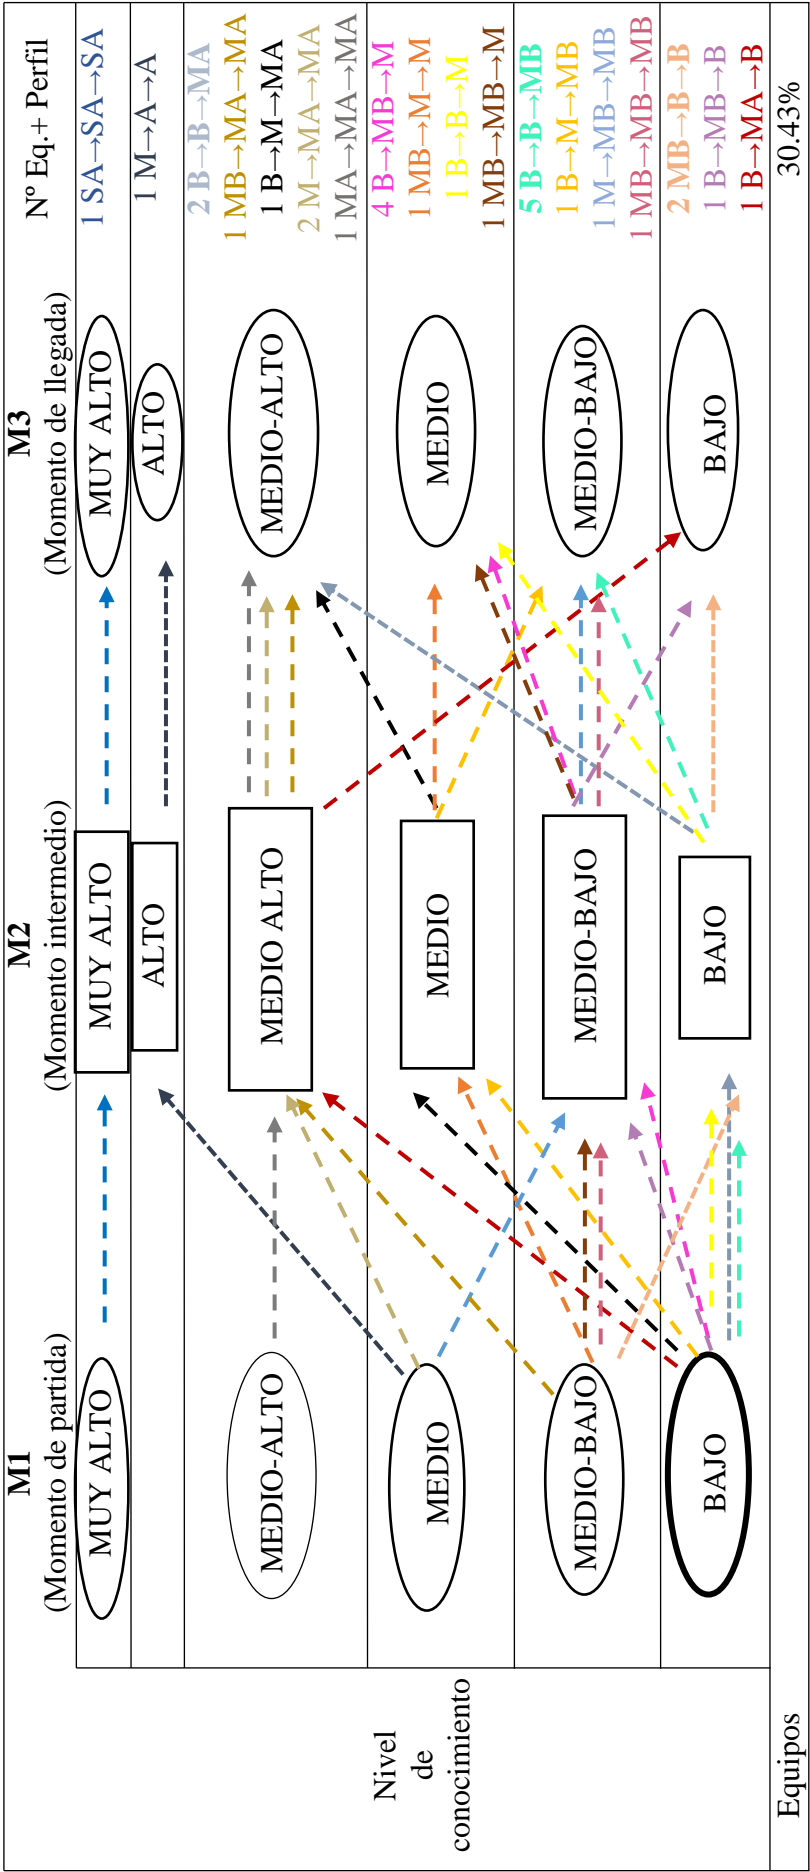 M1
(Momento de partida)
M2
(Momento intermedio)
M3
(Momento de llegada)
Nº Eq.+ Perfil
Nivel
de
conocimiento
MUY ALTO
MUY ALTO
MUY ALTO
1 SA→SA→SA→SA
ALTO
ALTO
1 M→A→A
MEDIO-ALTO
MEDIO ALTO
MEDIO-ALTO
2 B→B→MA
1 MB→MA→MA
1 B→M→MA
2 M→MA→MA
1 MA→MA→MA
MEDIO
MEDIO
MEDIO
4 B→MB→M
1 MB→M→M
1 B→B→M
1 MB→MB→M
MEDIO-BAJO
MEDIO-BAJO
MEDIO-BAJO
5 B→B→MB
1 B→M→MB
1 M→MB→MB
1 MB→MB→MB
BAJO
BAJO
BAJO
2 MB→B→B
1 B→MB→B
1 B→MA→B
Equipos
30.43%